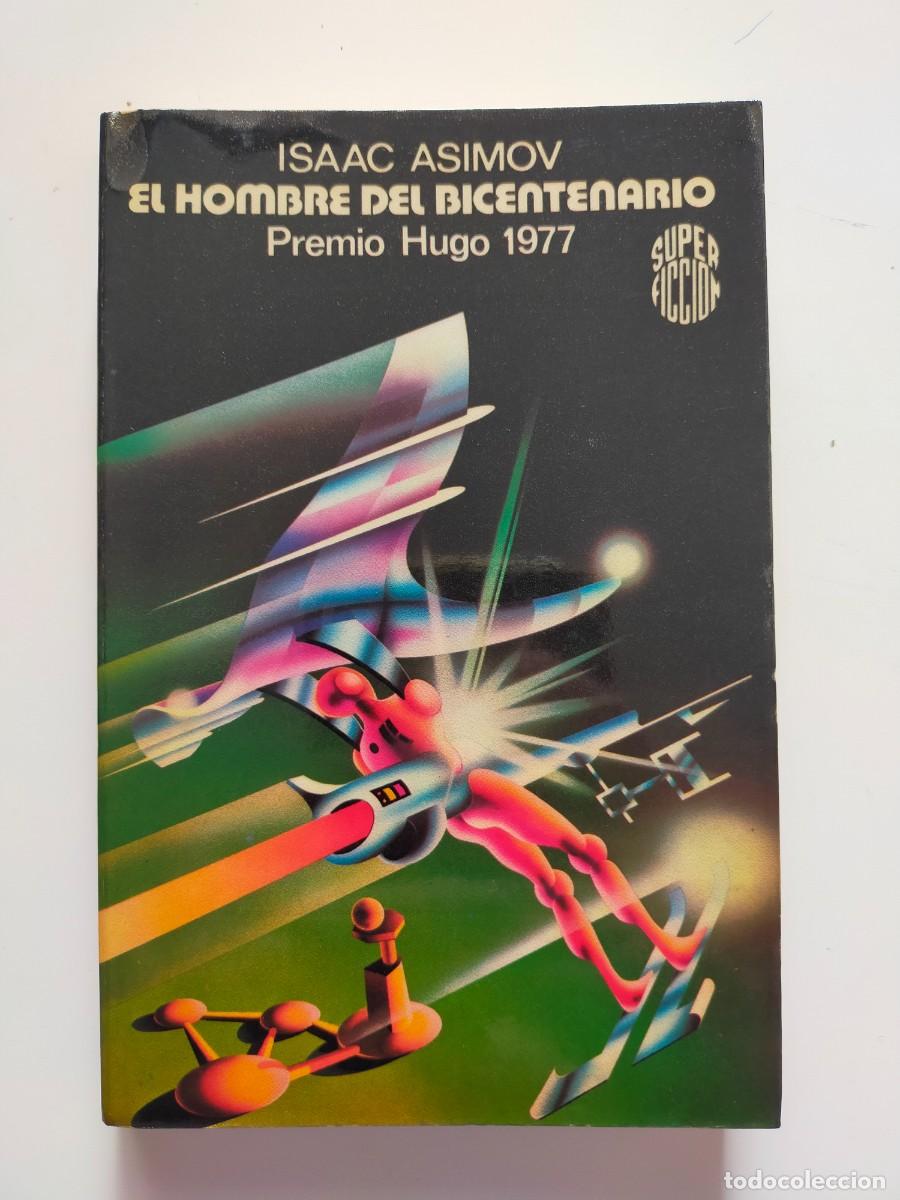 ISAAC ASIMOV
EL HOMBRE DEL BICENTENARIO
Premio Hugo 1977
SUPER
FICCION
todocoleccion